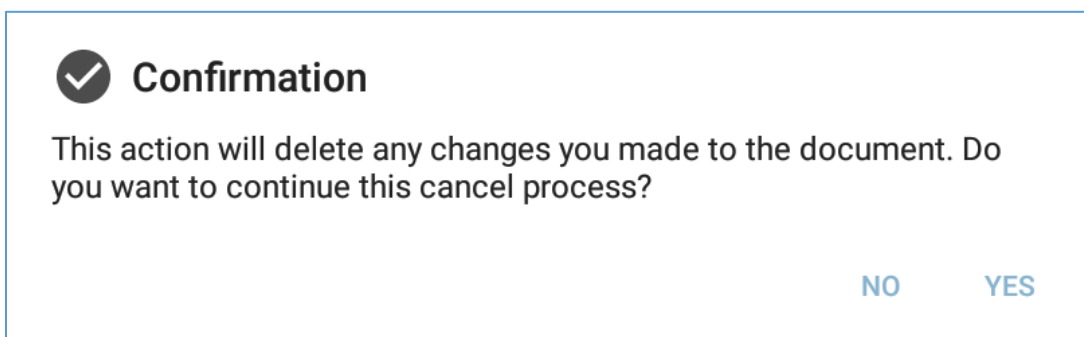 Confirmation
This action will delete any changes you made to the document. Do
you want to continue this cancel process?
NO YES